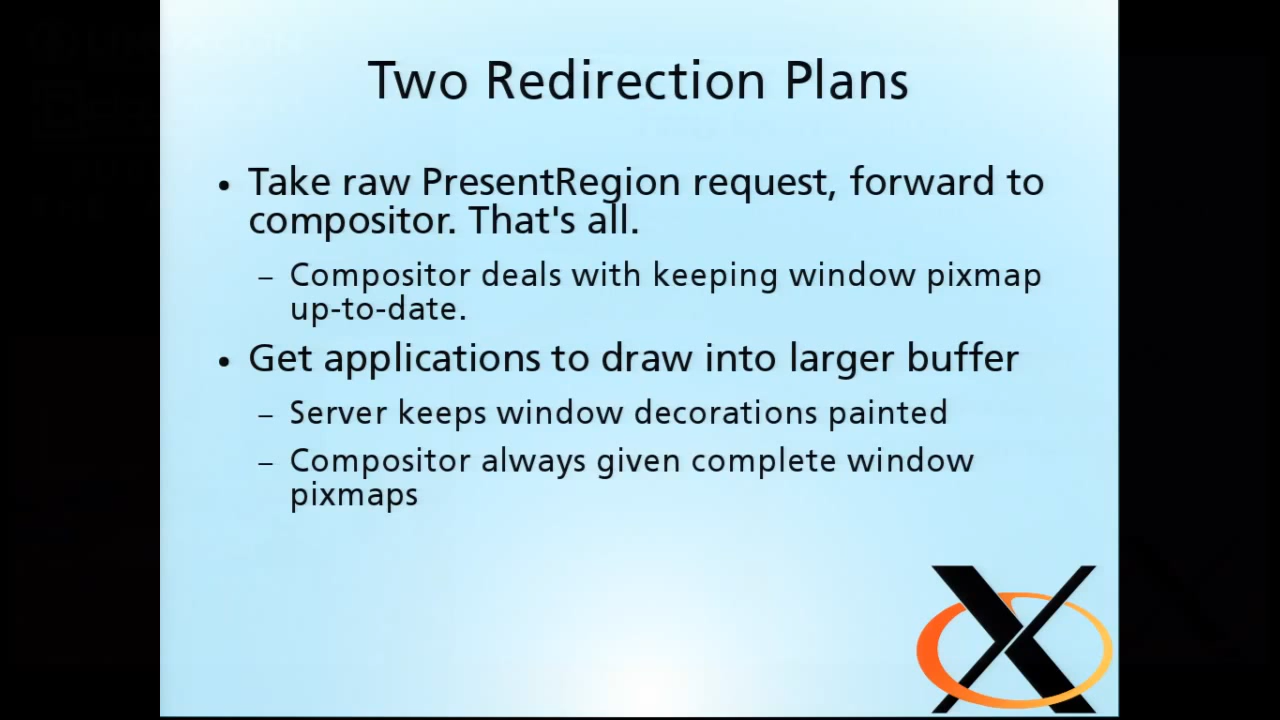 Two Redirection Plans
• Take raw PresentRegion request, forward to
compositor. That's all.
– Compositor deals with keeping window pixmap
up-to-date.
• Get applications to draw into larger buffer
– Server keeps window decorations painted
– Compositor always given complete window
pixmaps